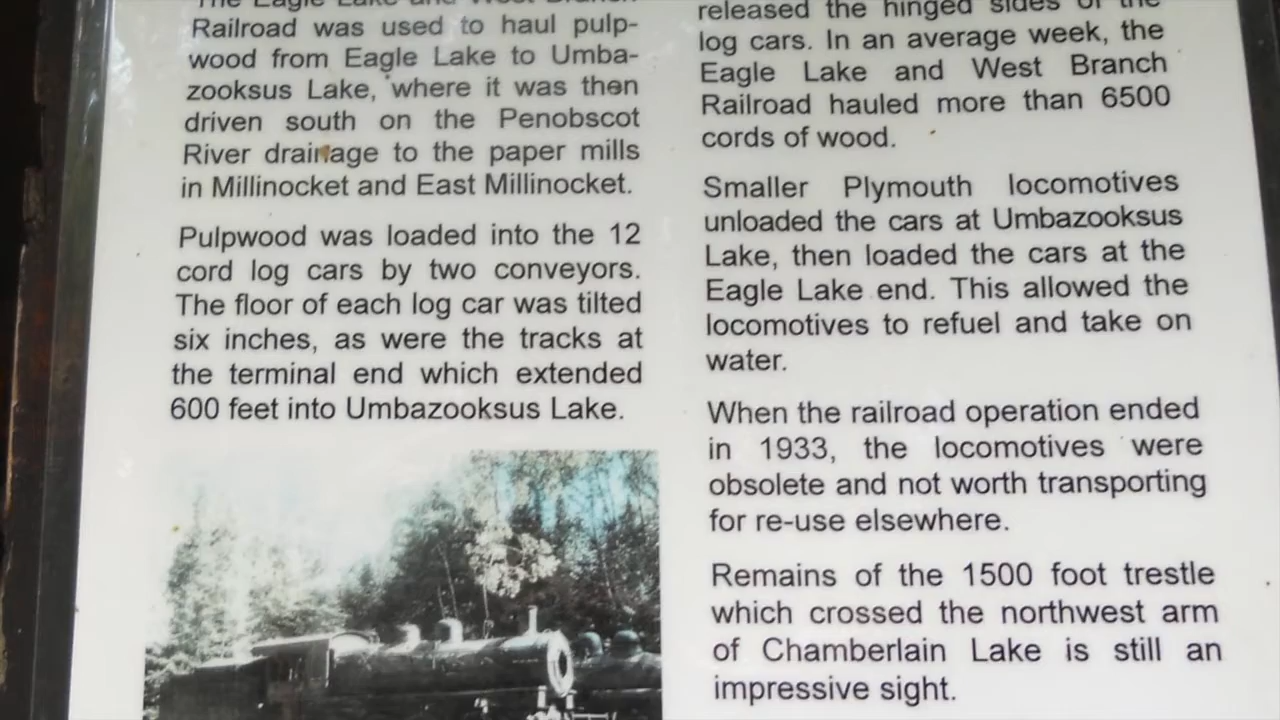 The Eagle Lake and West Branch
Railroad was used to haul pulp-
wood from Eagle Lake to Umba-
zooksus Lake, where it was then
driven south on the Penobscot
River drainage to the paper mills
in Millinocket and East Millinocket.
Pulpwood was loaded into the 12
cord log cars by two conveyors.
The floor of each log car was tilted
six inches, as were the tracks at
the terminal end which extended
600 feet into Umbazooksus Lake.
released the hinged sides of the
log cars. In an average week, the
Eagle Lake and West Branch
Railroad hauled more than 6500
cords of wood.
Smaller Plymouth locomotives
unloaded the cars at Umbazooksus
Lake, then loaded the cars at the
Eagle Lake end. This allowed the
locomotives to refuel and take on
water.
When the railroad operation ended
in 1933, the locomotives were
obsolete and not worth transporting
for re-use elsewhere.
Remains of the 1500 foot trestle
which crossed the northwest arm
of Chamberlain Lake is still an
impressive sight.